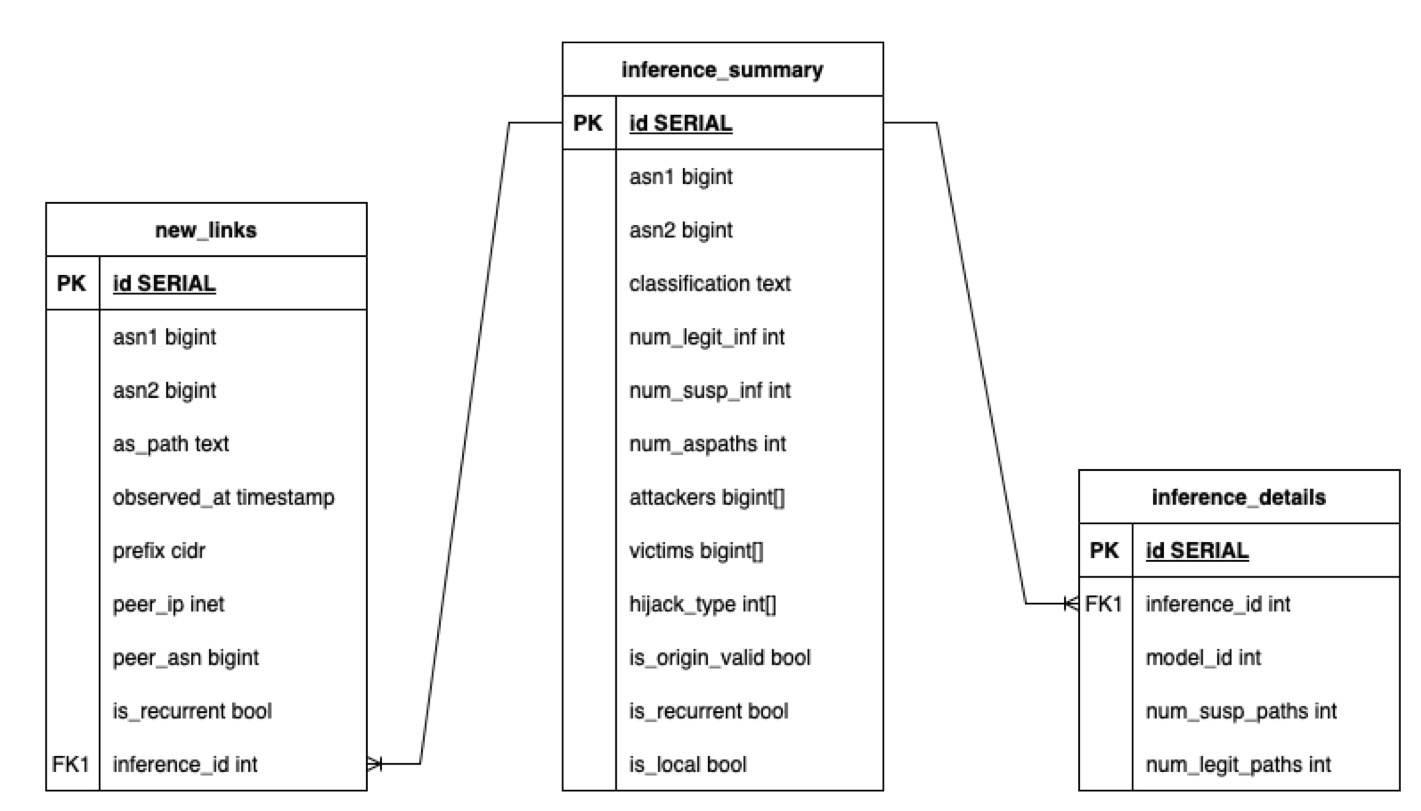 new_links
PK id SERIAL
asn1 bigint
asn2 bigint
as_path text
observed_at timestamp
prefix cidr
peer_ip inet
peer_asn bigint
is_recurrent bool
FK1 inference_id int
inference_summary
PK id SERIAL
asn1 bigint
asn2 bigint
classification text
num_legit_inf int
num_susp_inf int
num_aspaths int
attackers bigint[]
victims bigint[]
hijack_type int[]
is_origin_valid bool
is_recurrent bool
is_local bool
inference_details
PK id SERIAL
FK1 inference_id int
model_id int
num_susp_paths int
num_legit_paths int